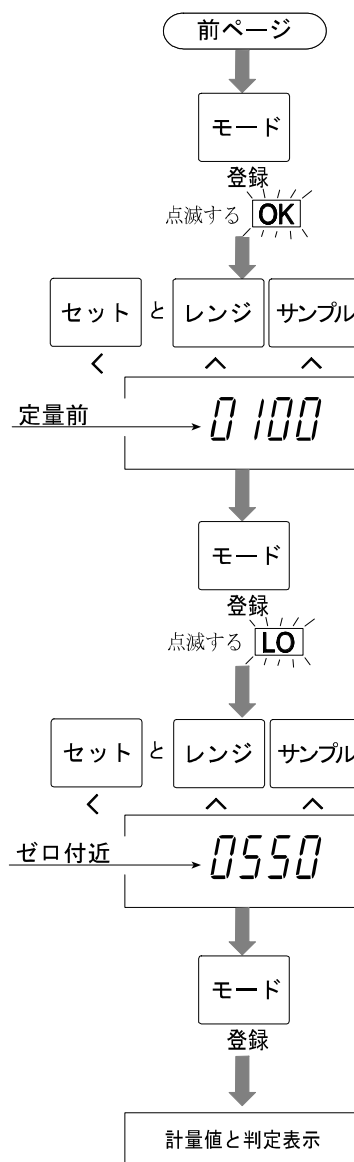 前ページ
モード
登録
点滅する OK
セット と レンジ サンプル
< ^ ^
定量前 0100
モード
登録
点滅する LO
セット と レンジ サンプル
< ^ ^
ゼロ付近 0550
モード
登録
計量値と判定表示